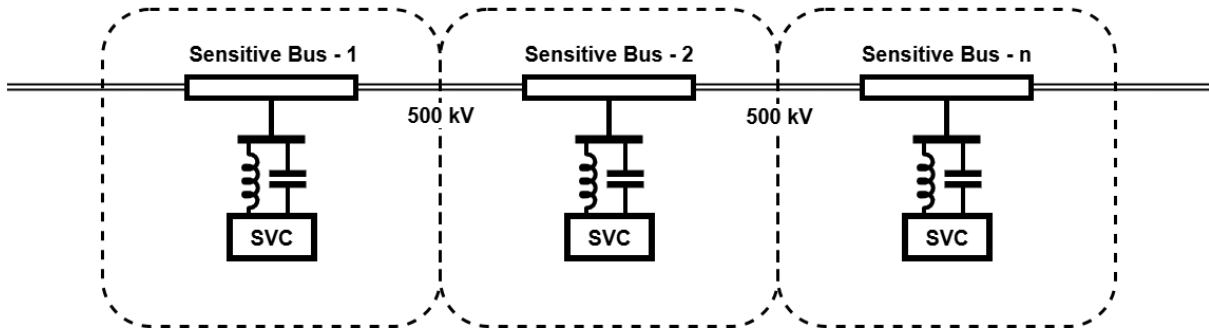 Sensitive Bus - 1
Sensitive Bus - 2
Sensitive Bus - n
500 kV
500 kV
SVC
SVC
SVC